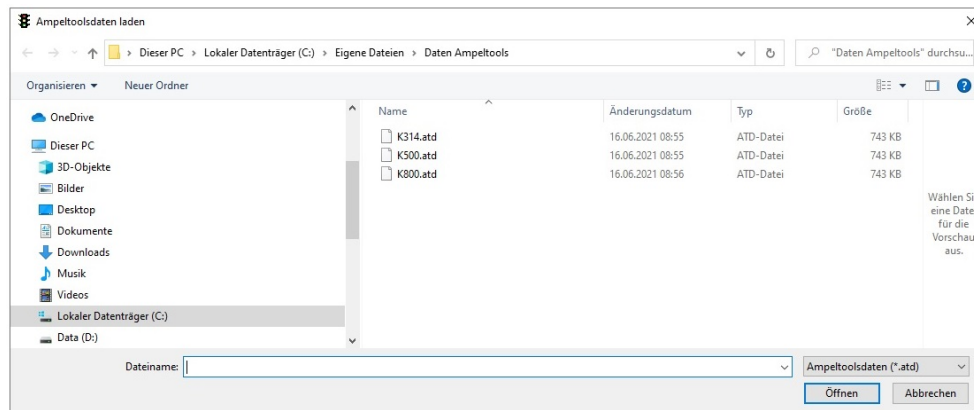 Ampeltoolsdaten laden
Dieser PC > Lokaler Datenträger (C:) > Eigene Dateien > Daten Ampeltools
"Daten Ampeltools" durchsu...
Organisieren
Neuer Ordner
OneDrive
Dieser PC
3D-Objekte
Bilder
Desktop
Dokumente
Downloads
Musik
Videos
Lokaler Datenträger (C:)
Data (D:)
Name Änderungsdatum Typ Größe
K314.atd 16.06.2021 08:55 ATD-Datei 743 KB
K500.atd 16.06.2021 08:55 ATD-Datei 743 KB
K800.atd 16.06.2021 08:56 ATD-Datei 743 KB
Wählen Si
eine Date
für die
Vorschau
aus.
Dateiname:
Ampeltoolsdaten (*.atd)
Öffnen
Abbrechen